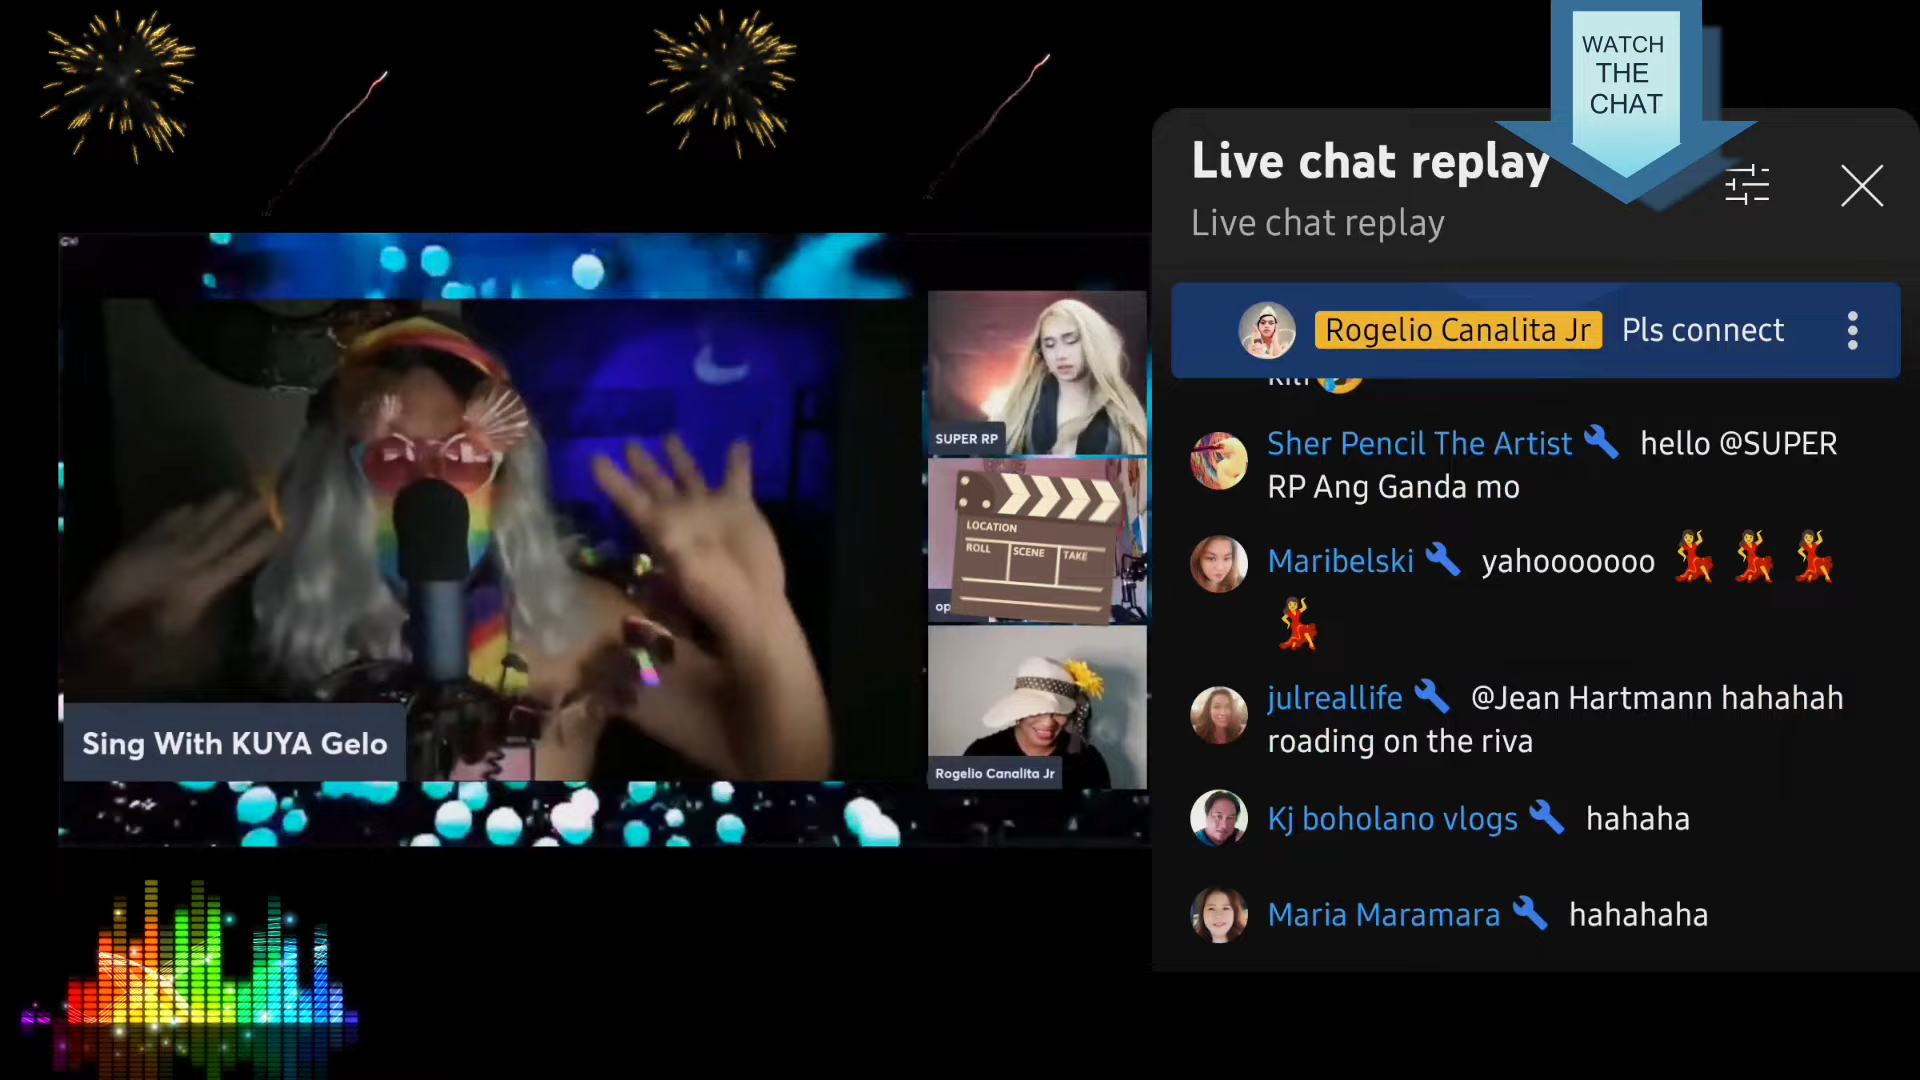 WATCH
THE
CHAT
Live chat replay
Live chat replay
Rogelio Canalita Jr Pls connect
Sher Pencil The Artist hello @SUPER
RP Ang Ganda mo
Maribelski yahooooooo
julreallife @Jean Hartmann hahahah
roading on the riva
Kj boholano vlogs hahaha
Maria Maramara hahahaha
SUPER RP
LOCATION
ROLL SCENE TAKE
op
Rogelio Canalita Jr
Sing With KUYA Gelo